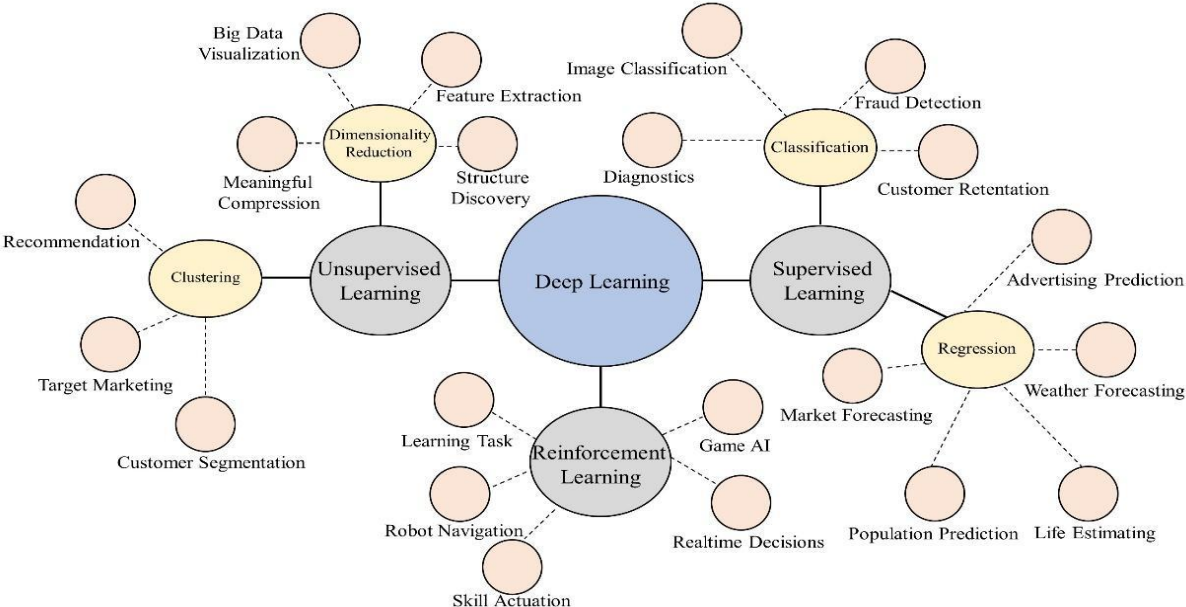 Big Data
Visualization
Feature Extraction
Dimensionality
Reduction
Meaningful
Compression
Structure
Discovery
Recommendation
Clustering
Target Marketing
Customer Segmentation
Unsupervised
Learning
Deep Learning
Supervised
Learning
Image Classification
Fraud Detection
Classification
Diagnostics
Customer Retentation
Advertising Prediction
Regression
Weather Forecasting
Market Forecasting
Population Prediction
Life Estimating
Learning Task
Game AI
Reinforcement
Learning
Robot Navigation
Realtime Decisions
Skill Actuation